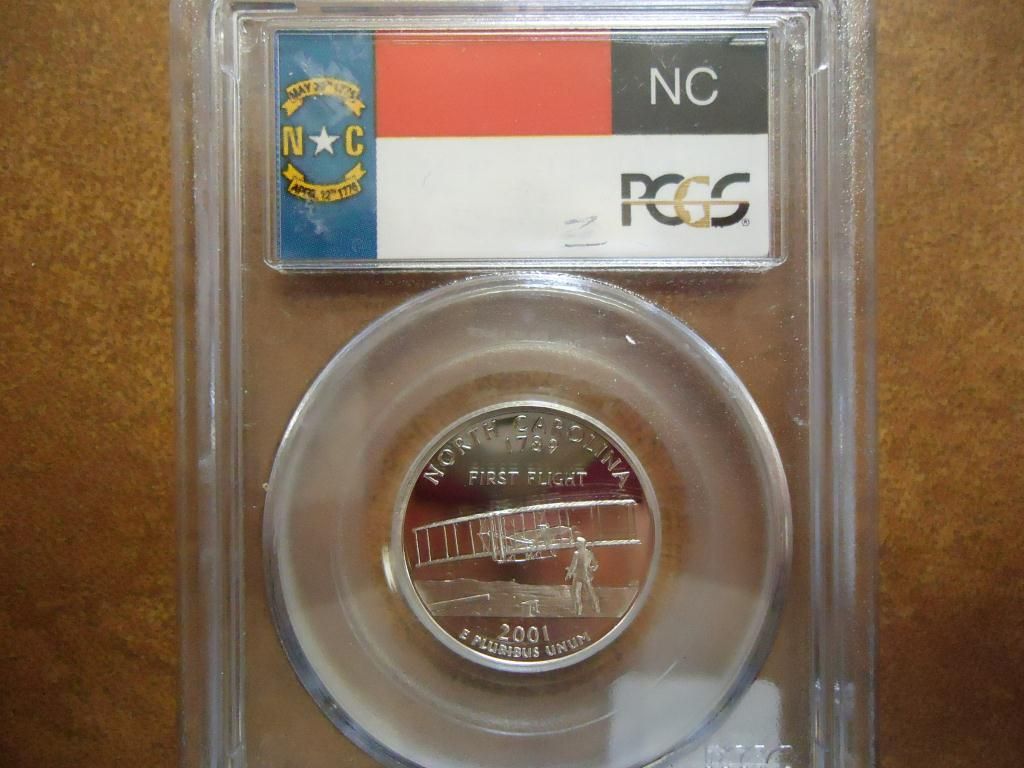 MAY 20TH 1775
NC
N C
APRIL 12TH 1776
PCGS
NORTH CAROLINA
1789
FIRST FLIGHT
2001
E PLURIBUS UNUM